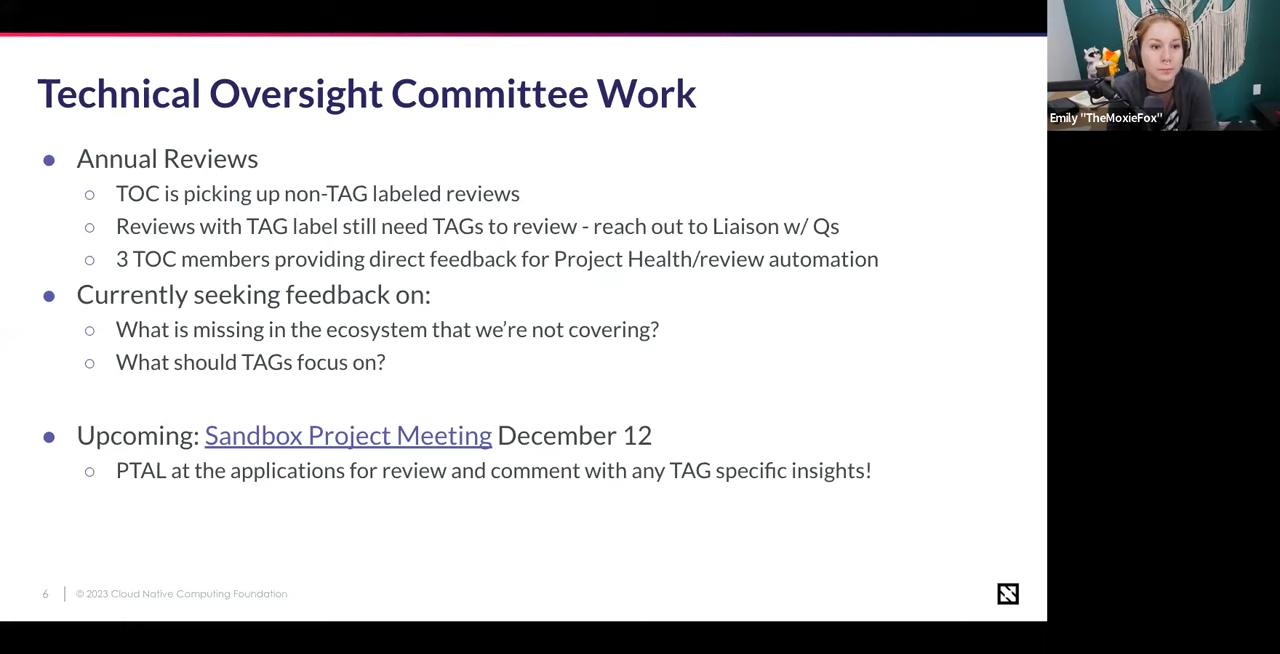 Technical Oversight Committee Work
● Annual Reviews
○ TOC is picking up non-TAG labeled reviews
○ Reviews with TAG label still need TAGs to review - reach out to Liaison w/ Qs
○ 3 TOC members providing direct feedback for Project Health/review automation
● Currently seeking feedback on:
○ What is missing in the ecosystem that we’re not covering?
○ What should TAGs focus on?
● Upcoming: Sandbox Project Meeting December 12
○ PTAL at the applications for review and comment with any TAG specific insights!
6 | © 2023 Cloud Native Computing Foundation
Emily "TheMoxieFox"